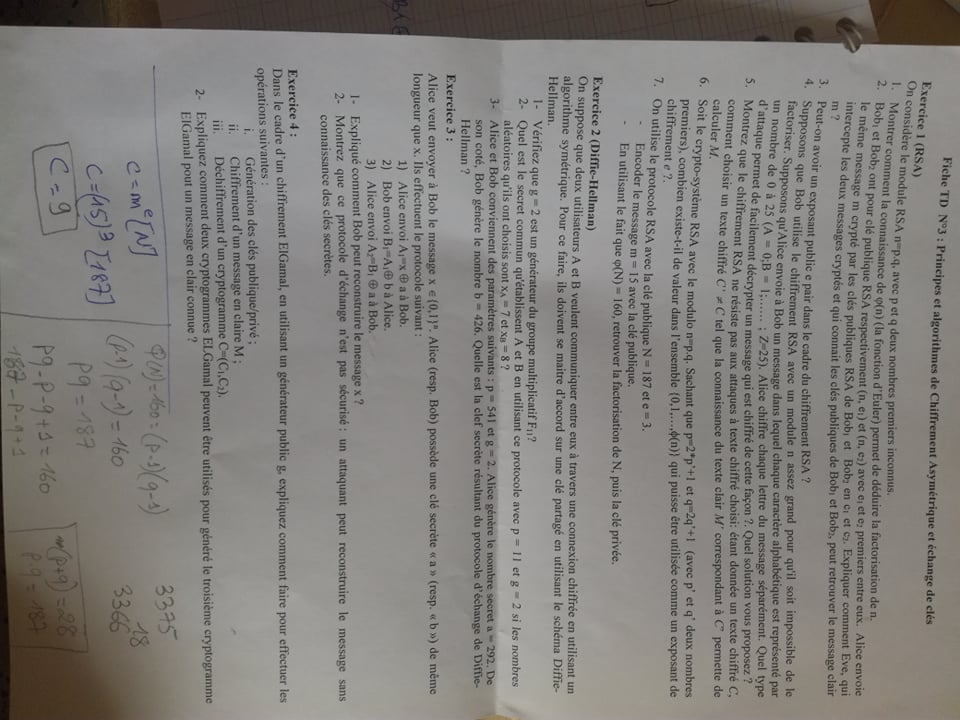 Fiche TD N°3 : Principes et algorithmes de Chiffrement Asymétrique et échange de clés
Exercice 1 (RSA)
On considère le module RSA n=p.q, avec p et q deux nombres premiers inconnus.
1. Montrer comment la connaissance de φ(n) (la fonction d'Euler) permet de déduire la factorisation de n.
2. Bob₁ et Bob₂ ont pour clé publique RSA respectivement (n, e₁) et (n, e₂) avec e₁ et e₂ premiers entre eux. Alice envoie
le même message m crypté par les clés publiques RSA de Bob₁ et Bob₂ en c₁ et c₂. Expliquer comment Eve, qui
intercepte les deux messages cryptés et qui connait les clés publiques de Bob₁ et Bob₂, peut retrouver le message clair
m ?
3. Peut-on avoir un exposant public e pair dans le cadre du chiffrement RSA ?
4. Supposons que Bob utilise le chiffrement RSA avec un module n assez grand pour qu'il soit impossible de le
factoriser. Supposons qu'Alice envoie à Bob un message dans lequel chaque caractère alphabétique est représenté par
un nombre de 0 à 25 (A = 0;B = 1;...... ; Z=25). Alice chiffre chaque lettre du message séparément. Quel type
d'attaque permet de facilement décrypter un message qui est chiffré de cette façon ?. Quel solution vous proposez ?
5. Montrez que le chiffrement RSA ne résiste pas aux attaques à texte chiffré choisi: étant donnée un texte chiffré C,
comment choisir un texte chiffré C' ≠ C tel que la connaissance du texte clair M' correspondant à C' permette de
calculer M.
6. Soit le crypto-système RSA avec le modulo n=p.q. Sachant que p=2*p'+1 et q=2q'+1 (avec p' et q' deux nombres
premiers), combien existe-t-il de valeur dans l'ensemble {0,1,...,ϕ(n)} qui puisse être utilisée comme un exposant de
chiffrement e ?.
7. On utilise le protocole RSA avec la clé publique N = 187 et e = 3.
- Encoder le message m = 15 avec la clé publique.
- En utilisant le fait que φ(N) = 160, retrouver la factorisation de N, puis la clé privée.
Exercice 2 (Diffie-Hellman)
On suppose que deux utilisateurs A et B veulent communiquer entre eux à travers une connexion chiffrée en utilisant un
algorithme symétrique. Pour ce faire, ils doivent se maitre d'accord sur une clé partagé en utilisant le schéma Diffie-
Hellman.
1- Vérifiez que g = 2 est un générateur du groupe multiplicatif F₁₁?
2- Quel est le secret commun qu'établissent A et B en utilisant ce protocole avec p = 11 et g = 2 si les nombres
aléatoires qu'ils ont choisis sont x_A = 7 et x_B = 8 ?
3- Alice et Bob conviennent des paramètres suivants : p = 541 et g = 2. Alice génère le nombre secret a = 292. De
son coté, Bob génère le nombre b = 426. Quelle est la clef secrète résultant du protocole d'échange de Diffie-
Hellman ?
Exercice 3 :
Alice veut envoyer à Bob le message x ∈{0,1}ⁿ. Alice (resp. Bob) possède une clé secrète « a » (resp. « b ») de même
longueur que x. Ils effectuent le protocole suivant :
1) Alice envoi A₁=x ⊕ a à Bob.
2) Bob envoi B₁=A₁⊕ b à Alice.
3) Alice envoi A₂=B₁ ⊕ a à Bob.
1- Expliqué comment Bob peut reconstruire le message x ?
2- Montrez que ce protocole d'échange n'est pas sécurisé : un attaquant peut reconstruire le message sans
connaissance des clés secrètes.
Exercice 4 :
Dans le cadre d'un chiffrement ElGamal, en utilisant un générateur public g, expliquez comment faire pour effectuer les
opérations suivantes :
i. Génération des clés publique/privé ;
ii. Chiffrement d'un message en claire M ;
iii. Déchiffrement d'un cryptogramme C=(C₁,C₂).
2- Expliquez comment deux cryptogrammes ELGamal peuvent être utilisés pour généré le troisième cryptogramme
ElGamal pout un message en clair connue ?
C = mᵉ [N]
C = (15)³ [187]
C = 9
φ(N) = 160 = (p-1)(q-1)
(p-1)(q-1) = 160
pq = 187
pq - p - q + 1 = 160
187 - p - q + 1
3375
18
3366
(p+q) = 28
p.q = 187